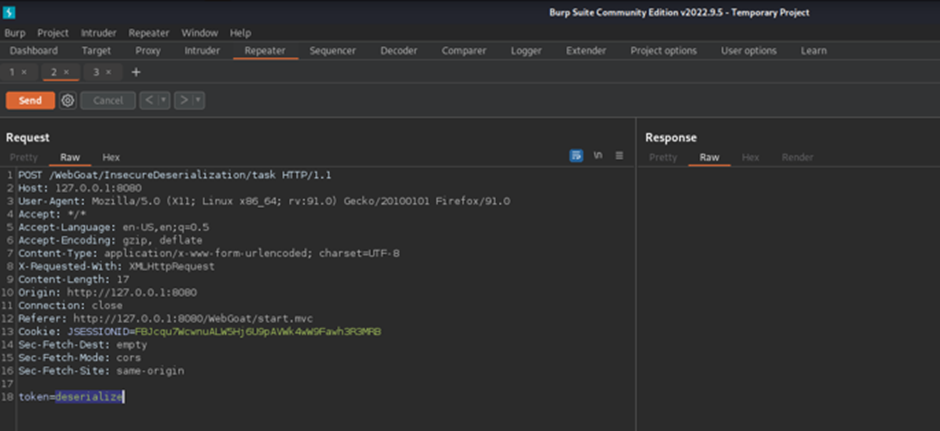 Burp Suite Community Edition v2022.9.5 - Temporary Project
Burp Project Intruder Repeater Window Help
Dashboard Target Proxy Intruder Repeater Sequencer Decoder Comparer Logger Extender Project options User options Learn
1 × 2 × 3 × +
Send Cancel < >
Request
Pretty Raw Hex \n
1 POST /WebGoat/InsecureDeserialization/task HTTP/1.1
2 Host: 127.0.0.1:8080
3 User-Agent: Mozilla/5.0 (X11; Linux x86_64; rv:91.0) Gecko/20100101 Firefox/91.0
4 Accept: */*
5 Accept-Language: en-US,en;q=0.5
6 Accept-Encoding: gzip, deflate
7 Content-Type: application/x-www-form-urlencoded; charset=UTF-8
8 X-Requested-With: XMLHttpRequest
9 Content-Length: 17
10 Origin: http://127.0.0.1:8080
11 Connection: close
12 Referer: http://127.0.0.1:8080/WebGoat/start.mvc
13 Cookie: JSESSIONID=FBJcqu7WcwnuALW5Hj6U9pAVWk4wW9Fawh3R3MRB
14 Sec-Fetch-Dest: empty
15 Sec-Fetch-Mode: cors
16 Sec-Fetch-Site: same-origin
17
18 token=deserialize
Response
Pretty Raw Hex Render